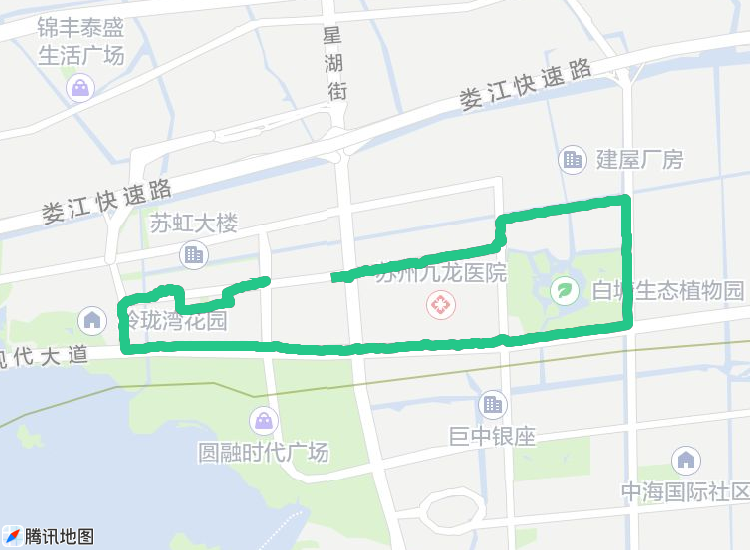 锦丰泰盛
生活广场
星湖街
娄江快速路
建屋厂房
娄江快速路
苏虹大楼
苏州九龙医院
白塘生态植物园
玲珑湾花园
现代大道
巨中银座
圆融时代广场
中海国际社区
腾讯地图